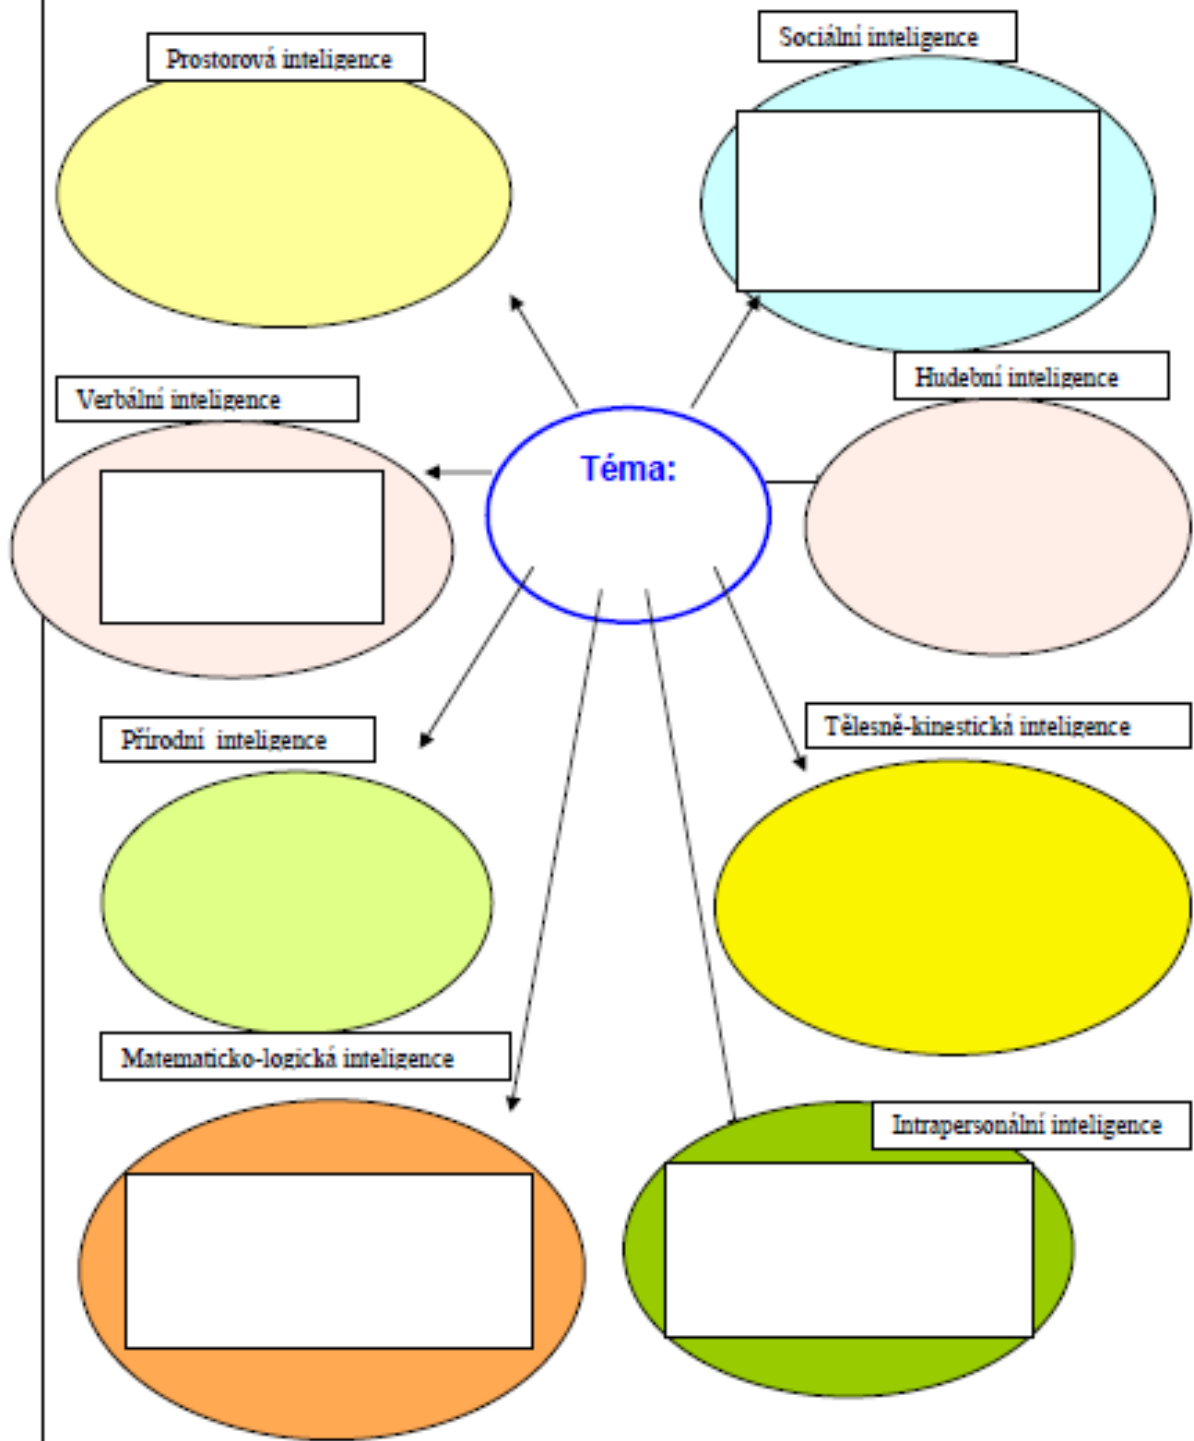 Prostorová inteligence
Sociální inteligence
Verbální inteligence
Hudební inteligence
Téma:
Přírodní inteligence
Tělesně-kinestická inteligence
Matematicko-logická inteligence
Intrapersonální inteligence